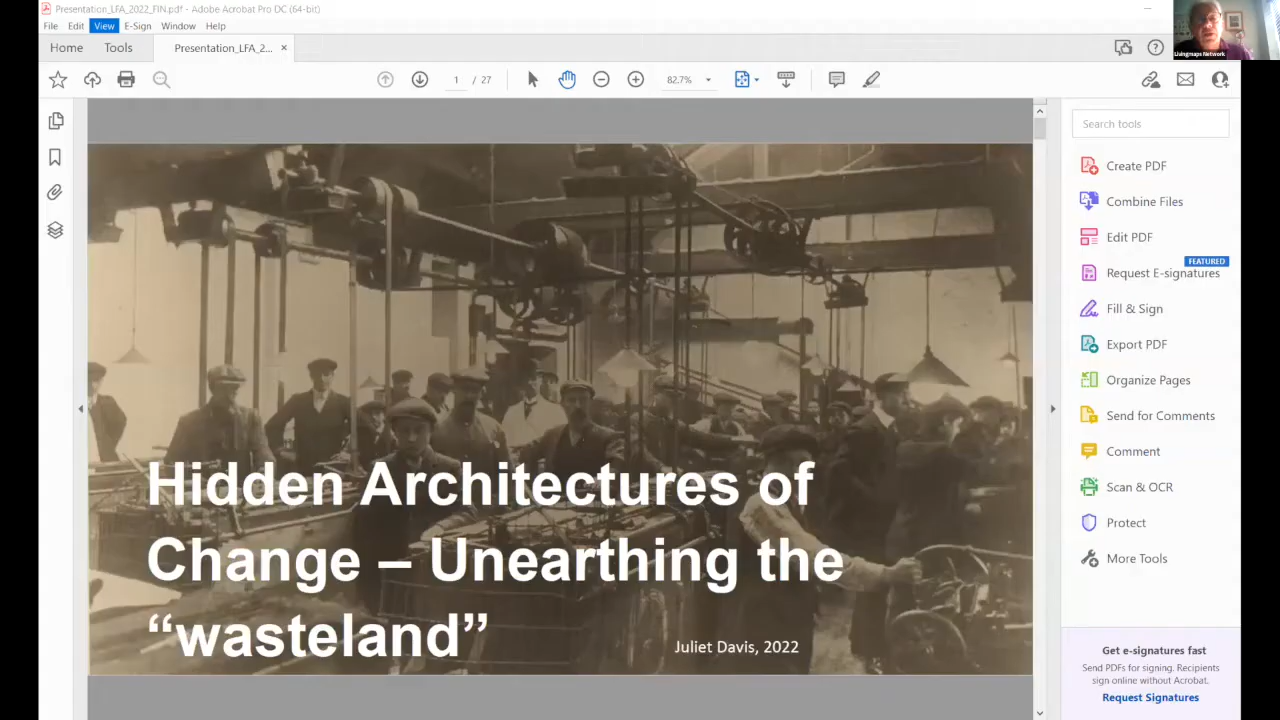 Presentation_LFA_2022_FIN.pdf - Adobe Acrobat Pro DC (64-bit)
File Edit View E-Sign Window Help
Home Tools Presentation_LFA_2... ×
1 / 27 82.7%
Livingmaps Network
Search tools
Create PDF
Combine Files
Edit PDF
FEATURED
Request E-signatures
Fill & Sign
Export PDF
Organize Pages
Send for Comments
Comment
Scan & OCR
Protect
More Tools
Get e-signatures fast
Send PDFs for signing. Recipients
sign online without Acrobat.
Request Signatures
Hidden Architectures of
Change – Unearthing the
“wasteland”
Juliet Davis, 2022